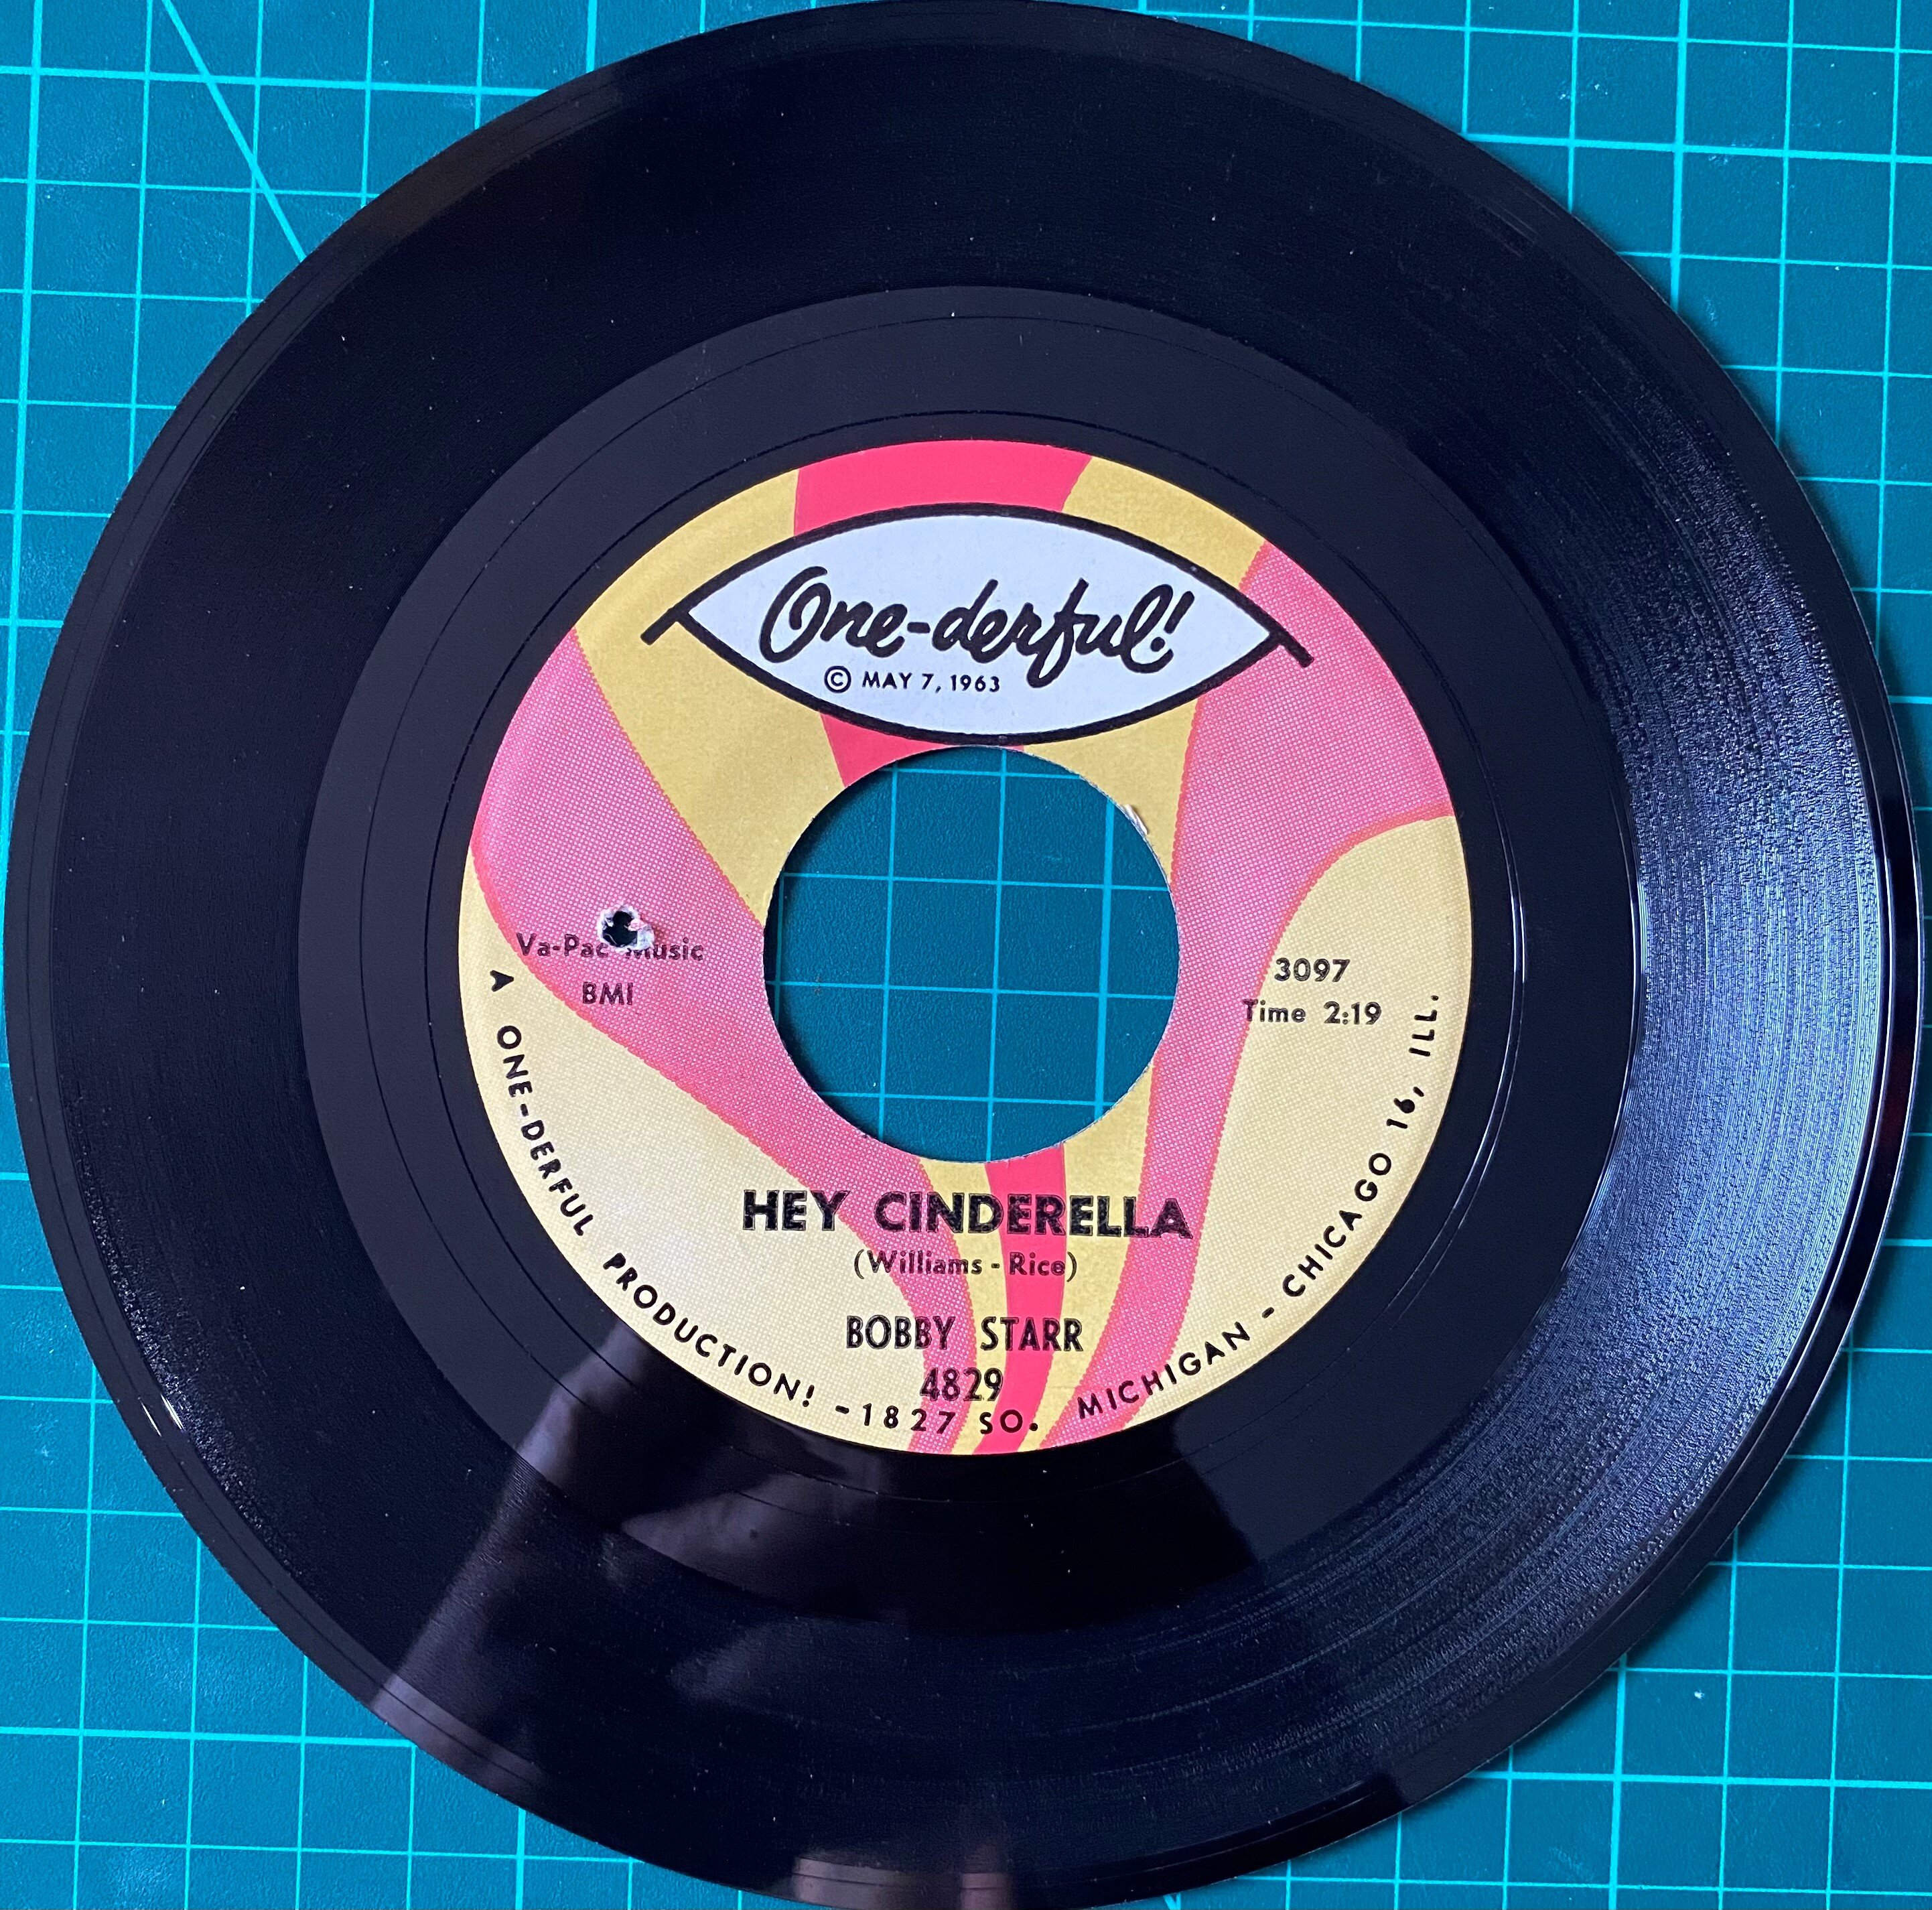 One-derful!
© MAY 7, 1963
Va-Pac Music
BMI
3097
Time 2:19
HEY CINDERELLA
(Williams - Rice)
BOBBY STARR
4829
A ONE-DERFUL PRODUCTION! -1827 SO. MICHIGAN - CHICAGO 16, ILL.